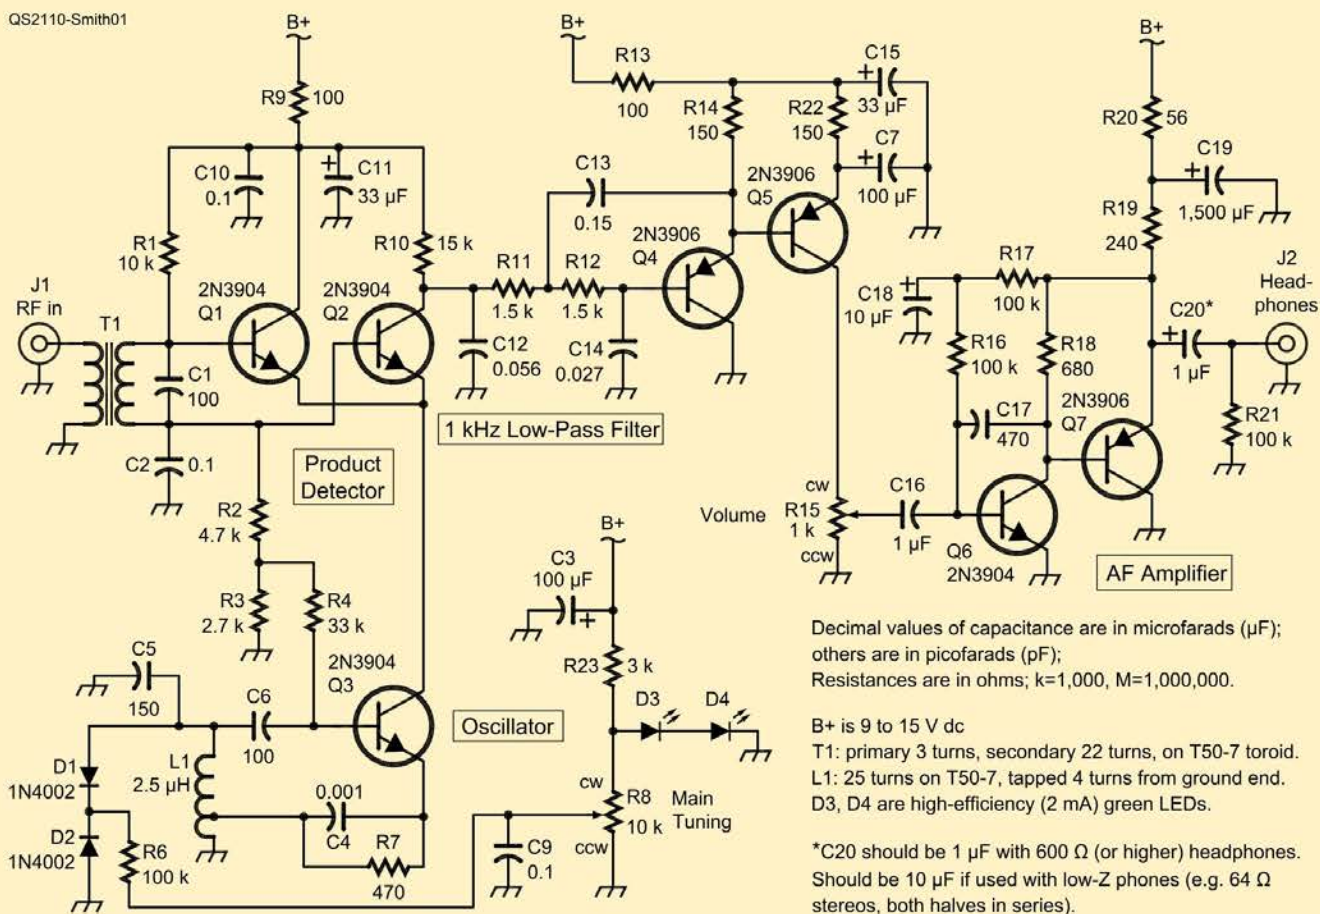 QS2110-Smith01
B+
R9
100
C10
0.1
C11
33 µF
R1
10 k
R10
15 k
J1
RF in
T1
2N3904
Q1
2N3904
Q2
C1
100
C2
0.1
Product
Detector
R2
4.7 k
R3
2.7 k
R4
33 k
2N3904
Q3
Oscillator
C5
150
C6
100
D1
1N4002
D2
1N4002
L1
2.5 µH
0.001
C4
R7
470
R6
100 k
B+
R13
100
R14
150
R22
150
C15
33 µF
C7
100 µF
C13
0.15
2N3906
Q5
2N3906
Q4
R11
1.5 k
R12
1.5 k
C12
0.056
C14
0.027
1 kHz Low-Pass Filter
Volume
cw
R15
1 k
ccw
C16
1 µF
B+
C3
100 µF
R23
3 k
D3
D4
cw
R8
10 k
ccw
Main
Tuning
C9
0.1
B+
R20
56
C19
1,500 µF
R19
240
R17
100 k
C18
10 µF
R16
100 k
R18
680
C17
470
2N3906
Q7
Q6
2N3904
C20*
1 µF
J2
Head-
phones
R21
100 k
AF Amplifier
Decimal values of capacitance are in microfarads (µF);
others are in picofarads (pF);
Resistances are in ohms; k=1,000, M=1,000,000.
B+ is 9 to 15 V dc
T1: primary 3 turns, secondary 22 turns, on T50-7 toroid.
L1: 25 turns on T50-7, tapped 4 turns from ground end.
D3, D4 are high-efficiency (2 mA) green LEDs.
*C20 should be 1 µF with 600 Ω (or higher) headphones.
Should be 10 µF if used with low-Z phones (e.g. 64 Ω
stereos, both halves in series).